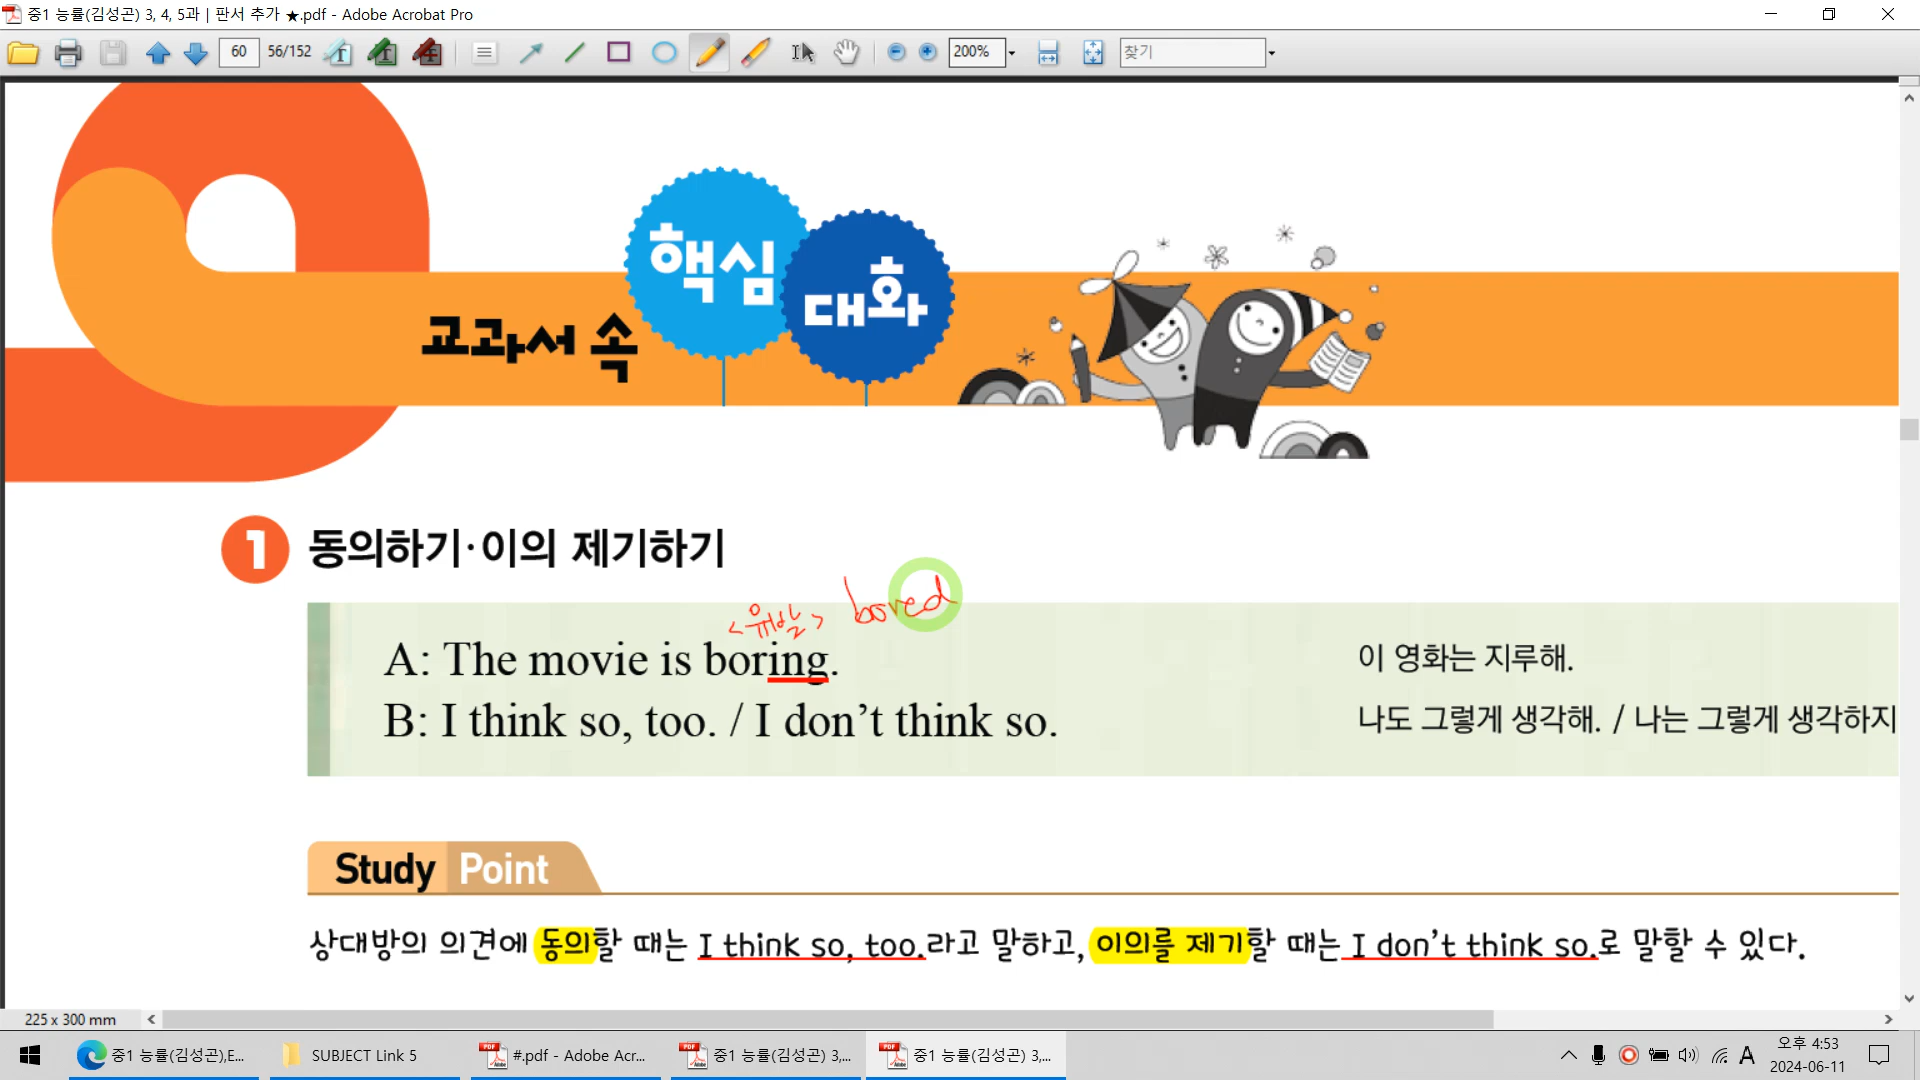 중1 능률(김성곤) 3, 4, 5과 | 판서 추가 ★.pdf - Adobe Acrobat Pro
60 56/152 200% 찾기
교과서 속 핵심 대화
1 동의하기·이의 제기하기
<유발> bored
A: The movie is boring. 이 영화는 지루해.
B: I think so, too. / I don’t think so. 나도 그렇게 생각해. / 나는 그렇게 생각하지
Study Point
상대방의 의견에 동의할 때는 I think so, too.라고 말하고, 이의를 제기할 때는 I don’t think so.로 말할 수 있다.
225 x 300 mm
중1 능률(김성곤),E... SUBJECT Link 5 #.pdf - Adobe Acr... 중1 능률(김성곤) 3,... 중1 능률(김성곤) 3,... A 오후 4:53
2024-06-11